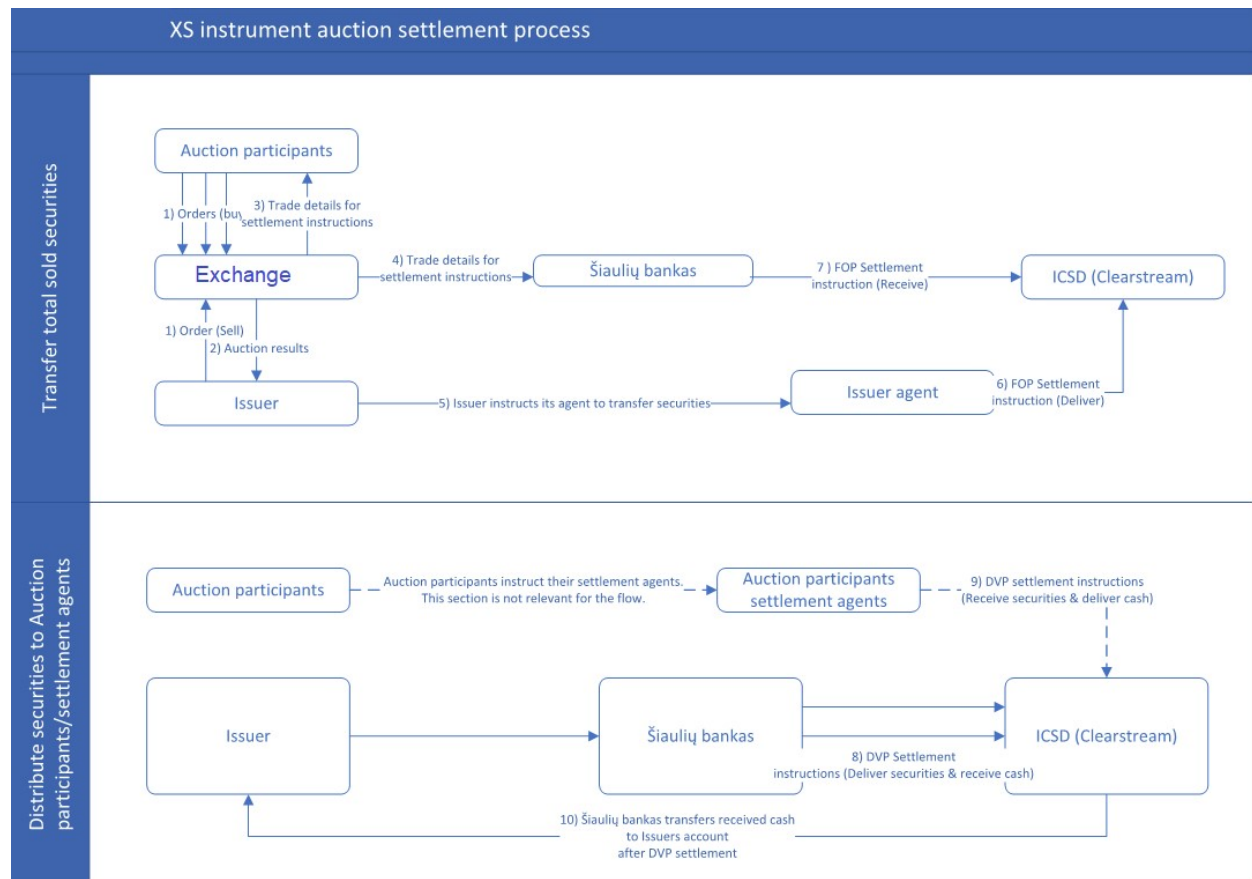 XS instrument auction settlement process
Transfer total sold securities
Auction participants
1) Orders (bu
3) Trade details for
settlement instructions
Exchange
4) Trade details for
settlement instructions
Šiaulių bankas
7 ) FOP Settlement
instruction (Receive)
ICSD (Clearstream)
1) Order (Sell)
2) Auction results
Issuer
5) Issuer instructs its agent to transfer securities
Issuer agent
6) FOP Settlement
instruction (Deliver)
Distribute securities to Auction
participants/settlement agents
Auction participants
Auction participants instruct their settlement agents.
This section is not relevant for the flow.
Auction participants
settlement agents
9) DVP settlement instructions
(Receive securities & deliver cash)
Issuer
Šiaulių bankas
ICSD (Clearstream)
8) DVP Settlement
instructions (Deliver securities & receive cash)
10) Šiaulių bankas transfers received cash
to Issuers account
after DVP settlement